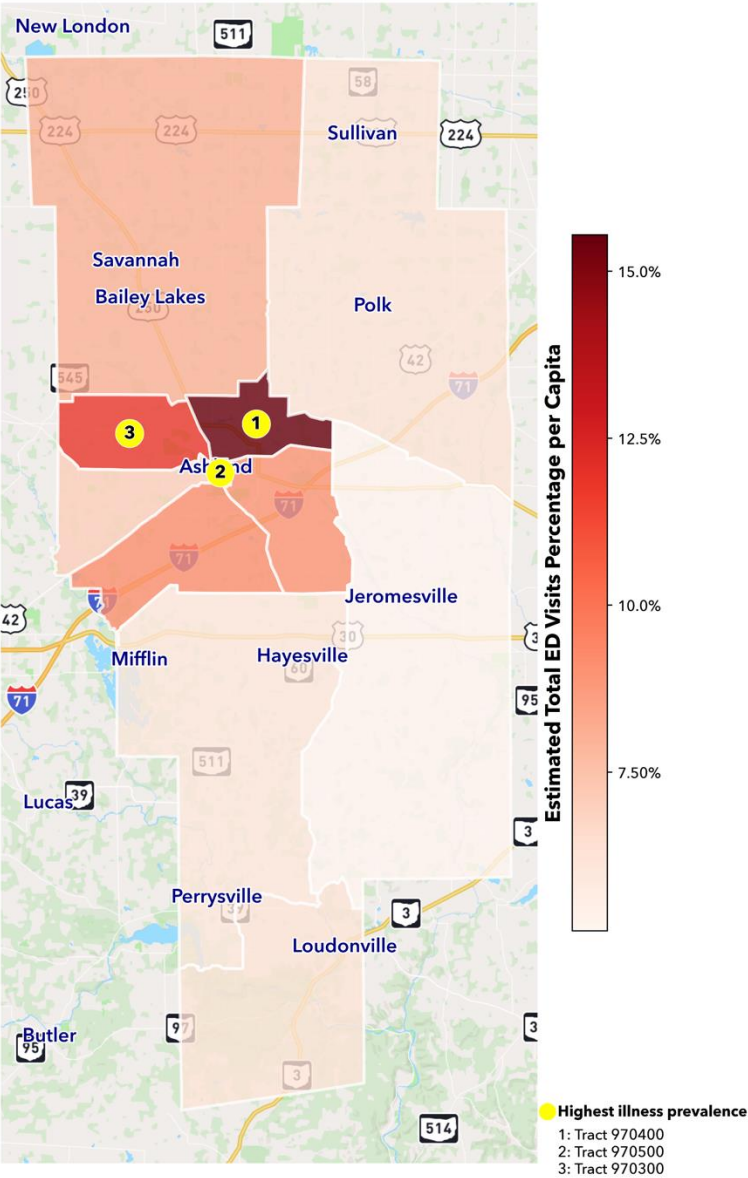 New London
511
250
58
224
224
Sullivan
224
Savannah
Bailey Lakes
250
Polk
42
545
71
3
1
Ashland
2
71
71
71
42
Jeromesville
30
3
Mifflin
Hayesville
60
71
95
511
39
Lucas
3
Perrysville
39
3
Loudonville
97
3
Butler
95
3
514
Estimated Total ED Visits Percentage per Capita
15.0%
12.5%
10.0%
7.50%
Highest illness prevalence
1: Tract 970400
2: Tract 970500
3: Tract 970300